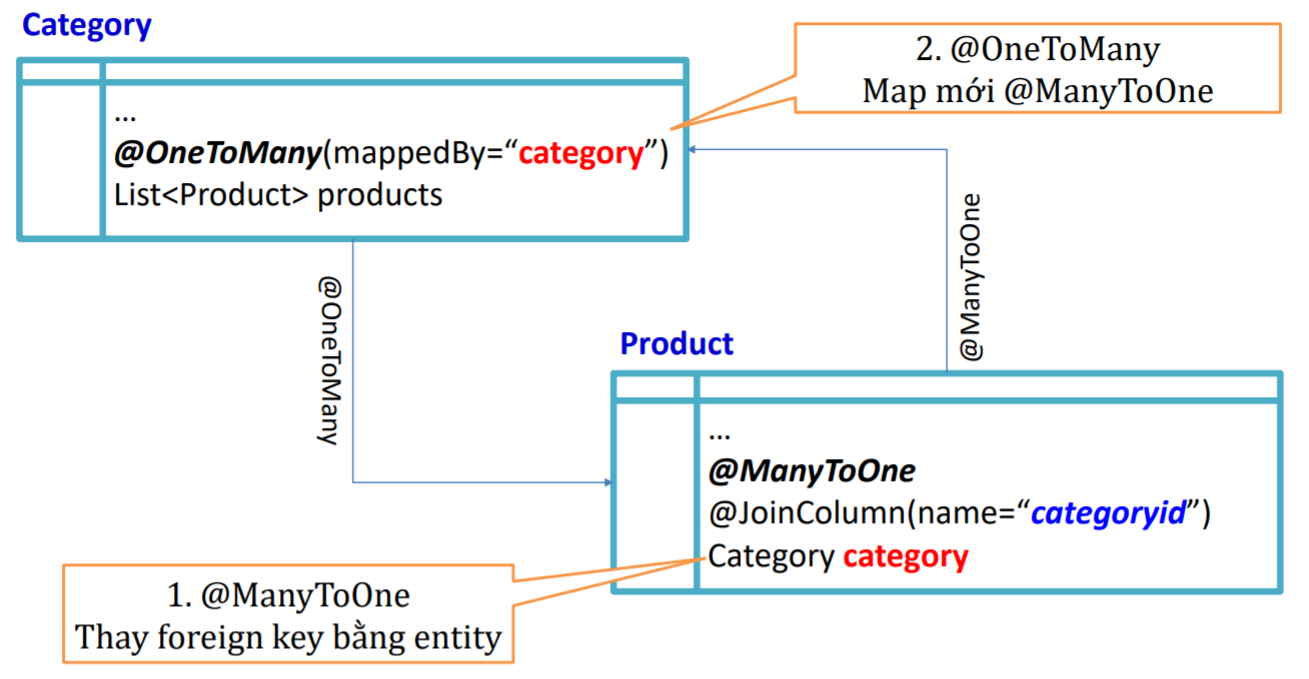 Category
2. @OneToMany
Map mới @ManyToOne
...
@OneToMany(mappedBy=“category”)
List<Product> products
@OneToMany
@ManyToOne
Product
...
@ManyToOne
@JoinColumn(name=“categoryid”)
Category category
1. @ManyToOne
Thay foreign key bằng entity